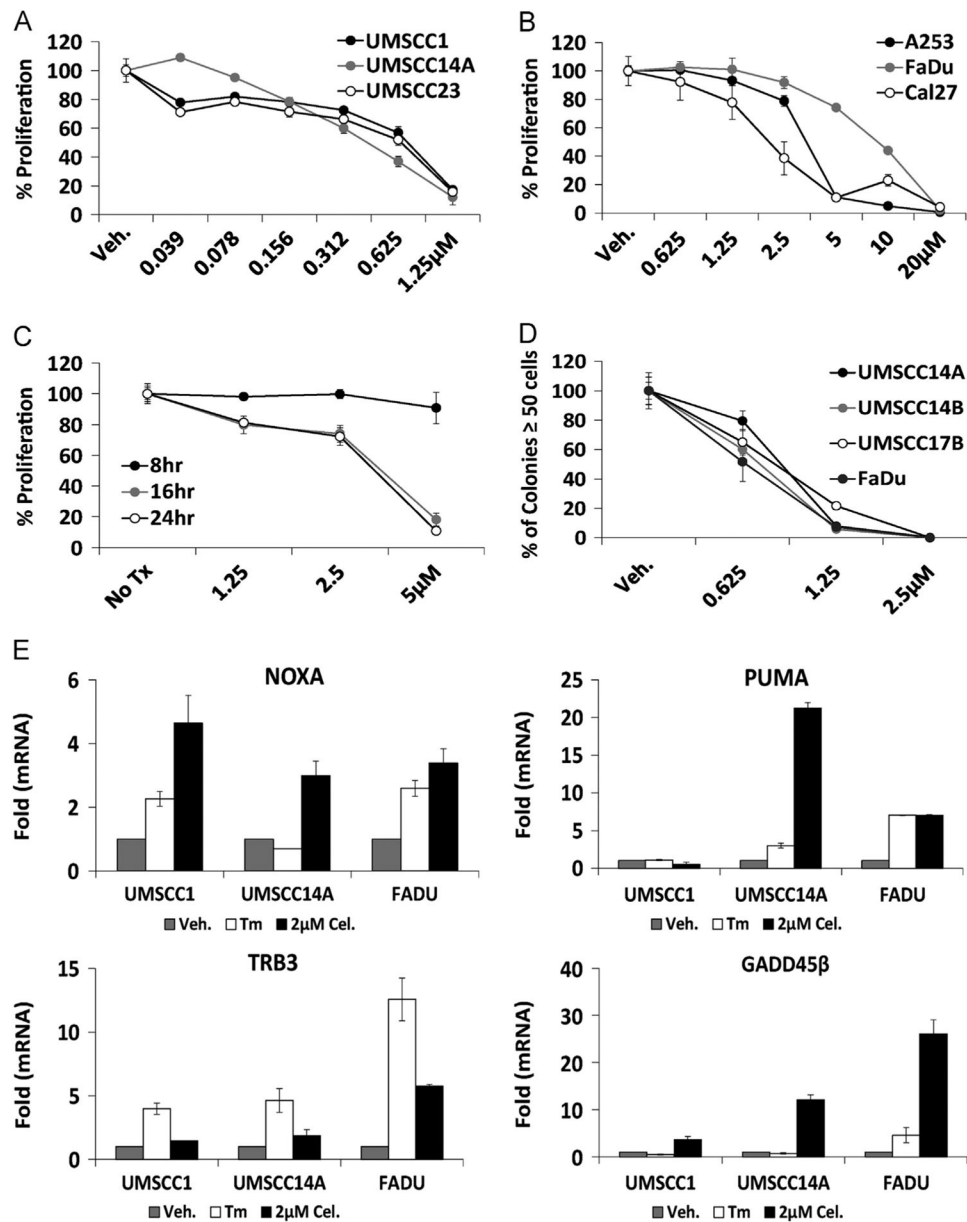 A
% Proliferation
120
100
80
60
40
20
0
UMSCC1
UMSCC14A
UMSCC23
Veh.
0.039
0.078
0.156
0.312
0.625
1.25µM
B
% Proliferation
120
100
80
60
40
20
0
A253
FaDu
Cal27
Veh.
0.625
1.25
2.5
5
10
20µM
C
% Proliferation
120
100
80
60
40
20
0
8hr
16hr
24hr
No Tx
1.25
2.5
5µM
D
% of Colonies ≥ 50 cells
120
100
80
60
40
20
0
UMSCC14A
UMSCC14B
UMSCC17B
FaDu
Veh.
0.625
1.25
2.5µM
E
NOXA
Fold (mRNA)
6
4
2
0
UMSCC1 UMSCC14A FADU
Veh. Tm 2µM Cel.
PUMA
Fold (mRNA)
25
20
15
10
5
0
UMSCC1 UMSCC14A FADU
Veh. Tm 2µM Cel.
TRB3
Fold (mRNA)
15
10
5
0
UMSCC1 UMSCC14A FADU
Veh. Tm 2µM Cel.
GADD45β
Fold (mRNA)
40
30
20
10
0
UMSCC1 UMSCC14A FADU
Veh. Tm 2µM Cel.